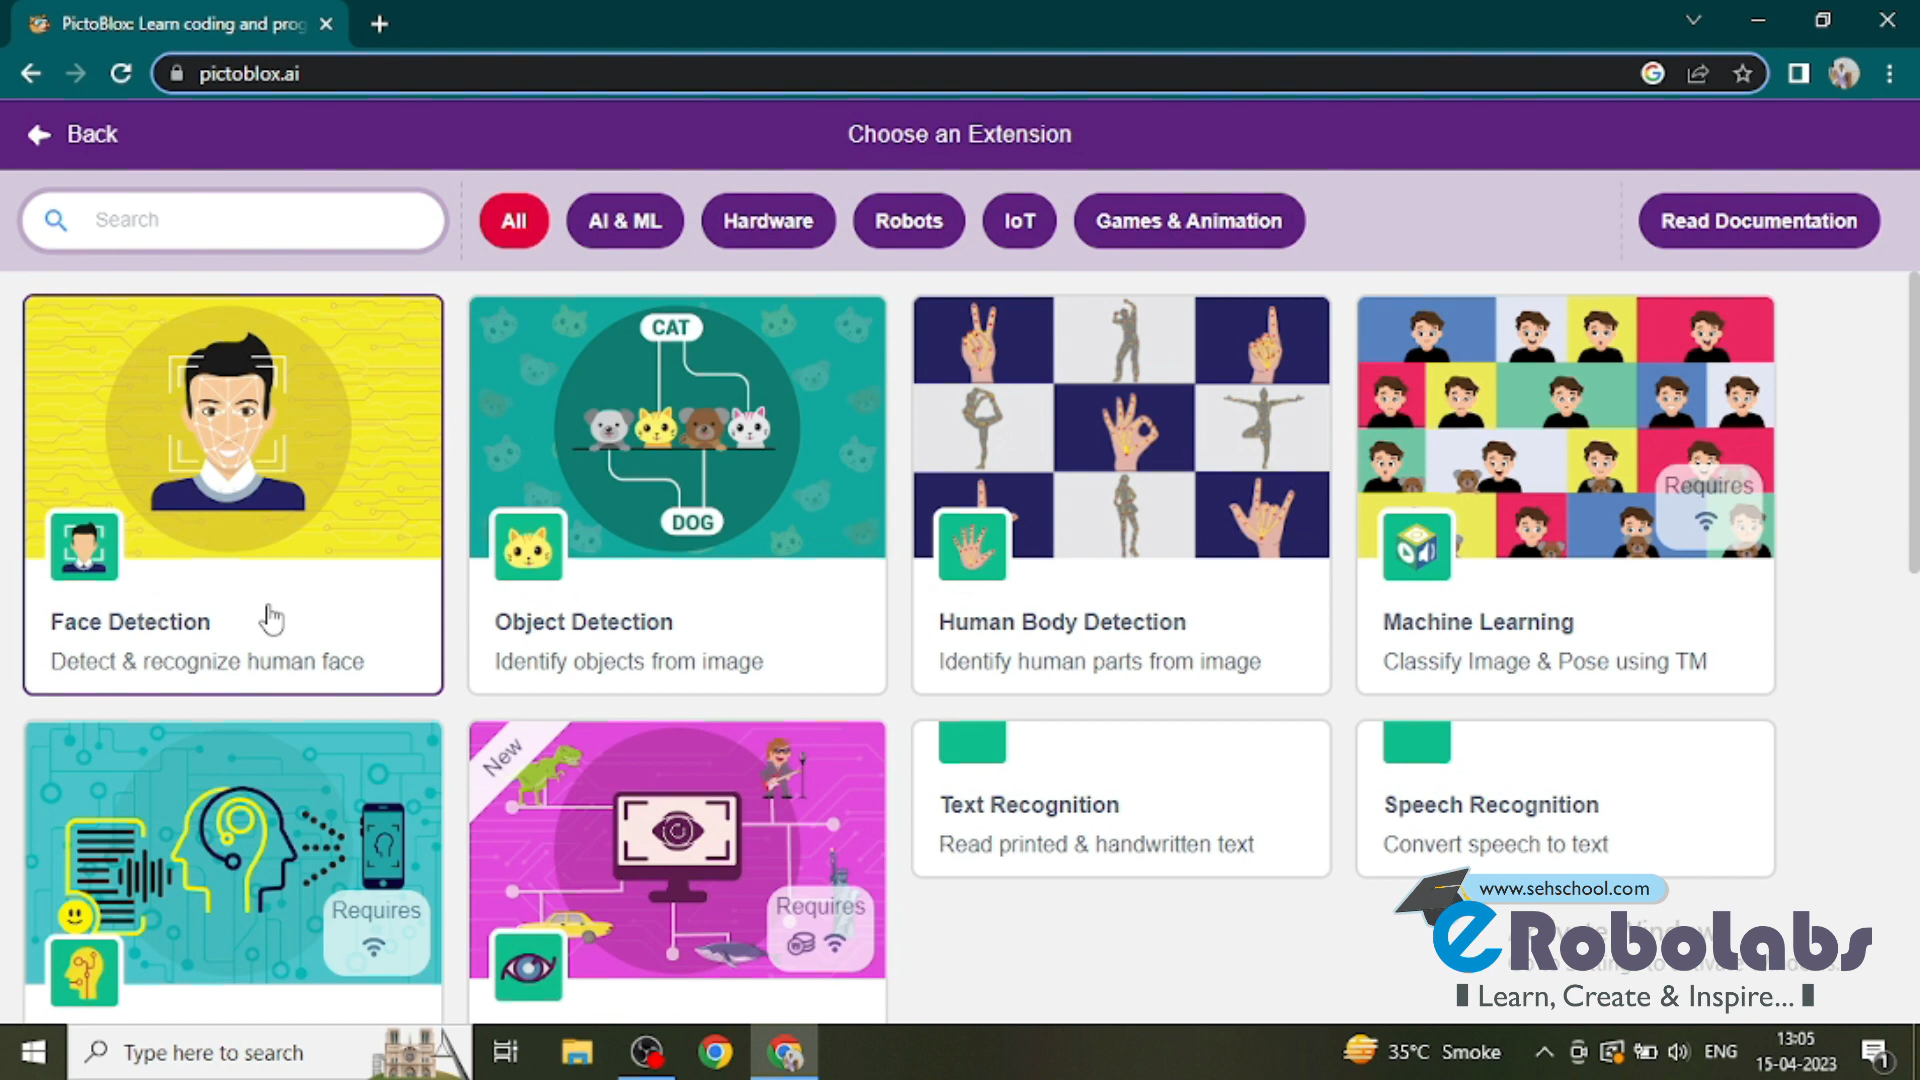 PictoBlox: Learn coding and prog
pictoblox.ai
Back
Choose an Extension
Search
All
AI & ML
Hardware
Robots
IoT
Games & Animation
Read Documentation
CAT
DOG
Requires
Face Detection
Detect & recognize human face
Object Detection
Identify objects from image
Human Body Detection
Identify human parts from image
Machine Learning
Classify Image & Pose using TM
Requires
New
Requires
Text Recognition
Read printed & handwritten text
Speech Recognition
Convert speech to text
www.sehschool.com
eRoboLabs
Learn, Create & Inspire...
Type here to search
35°C Smoke
ENG
13:05
15-04-2023
1